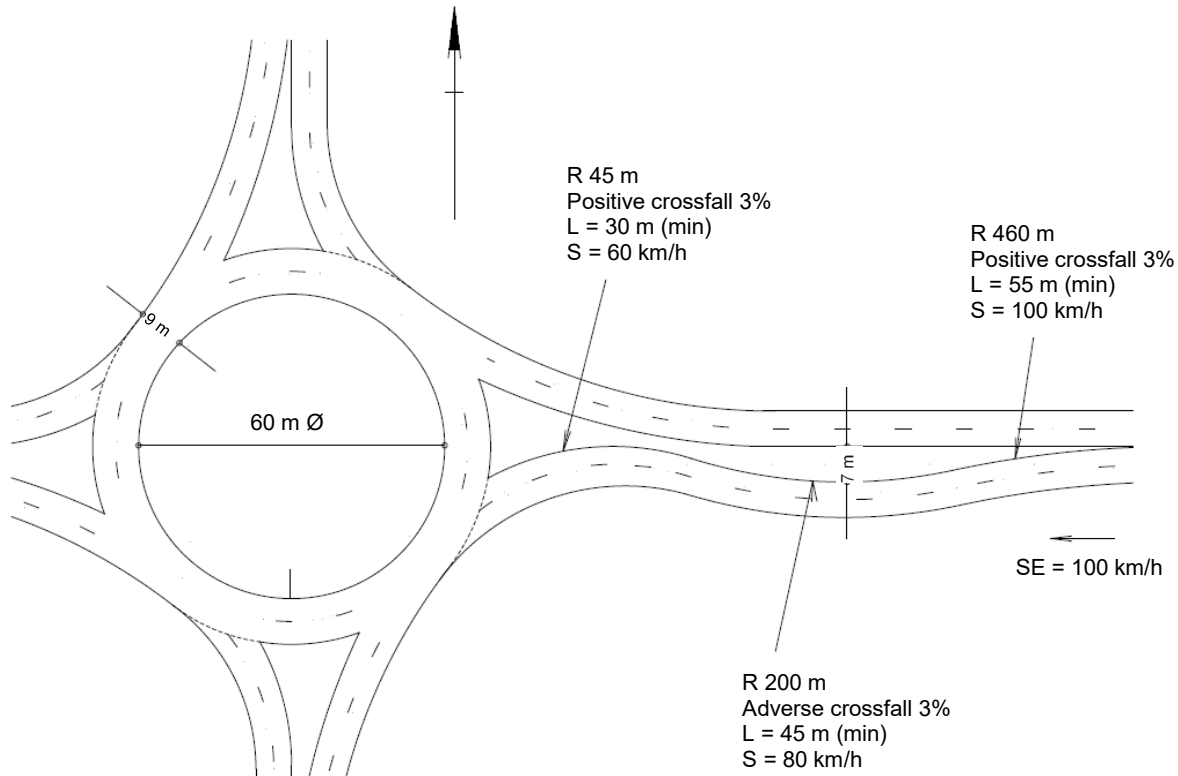 R 45 m
Positive crossfall 3%
L = 30 m (min)
S = 60 km/h
R 460 m
Positive crossfall 3%
L = 55 m (min)
S = 100 km/h
9 m
60 m Ø
7 m
SE = 100 km/h
R 200 m
Adverse crossfall 3%
L = 45 m (min)
S = 80 km/h